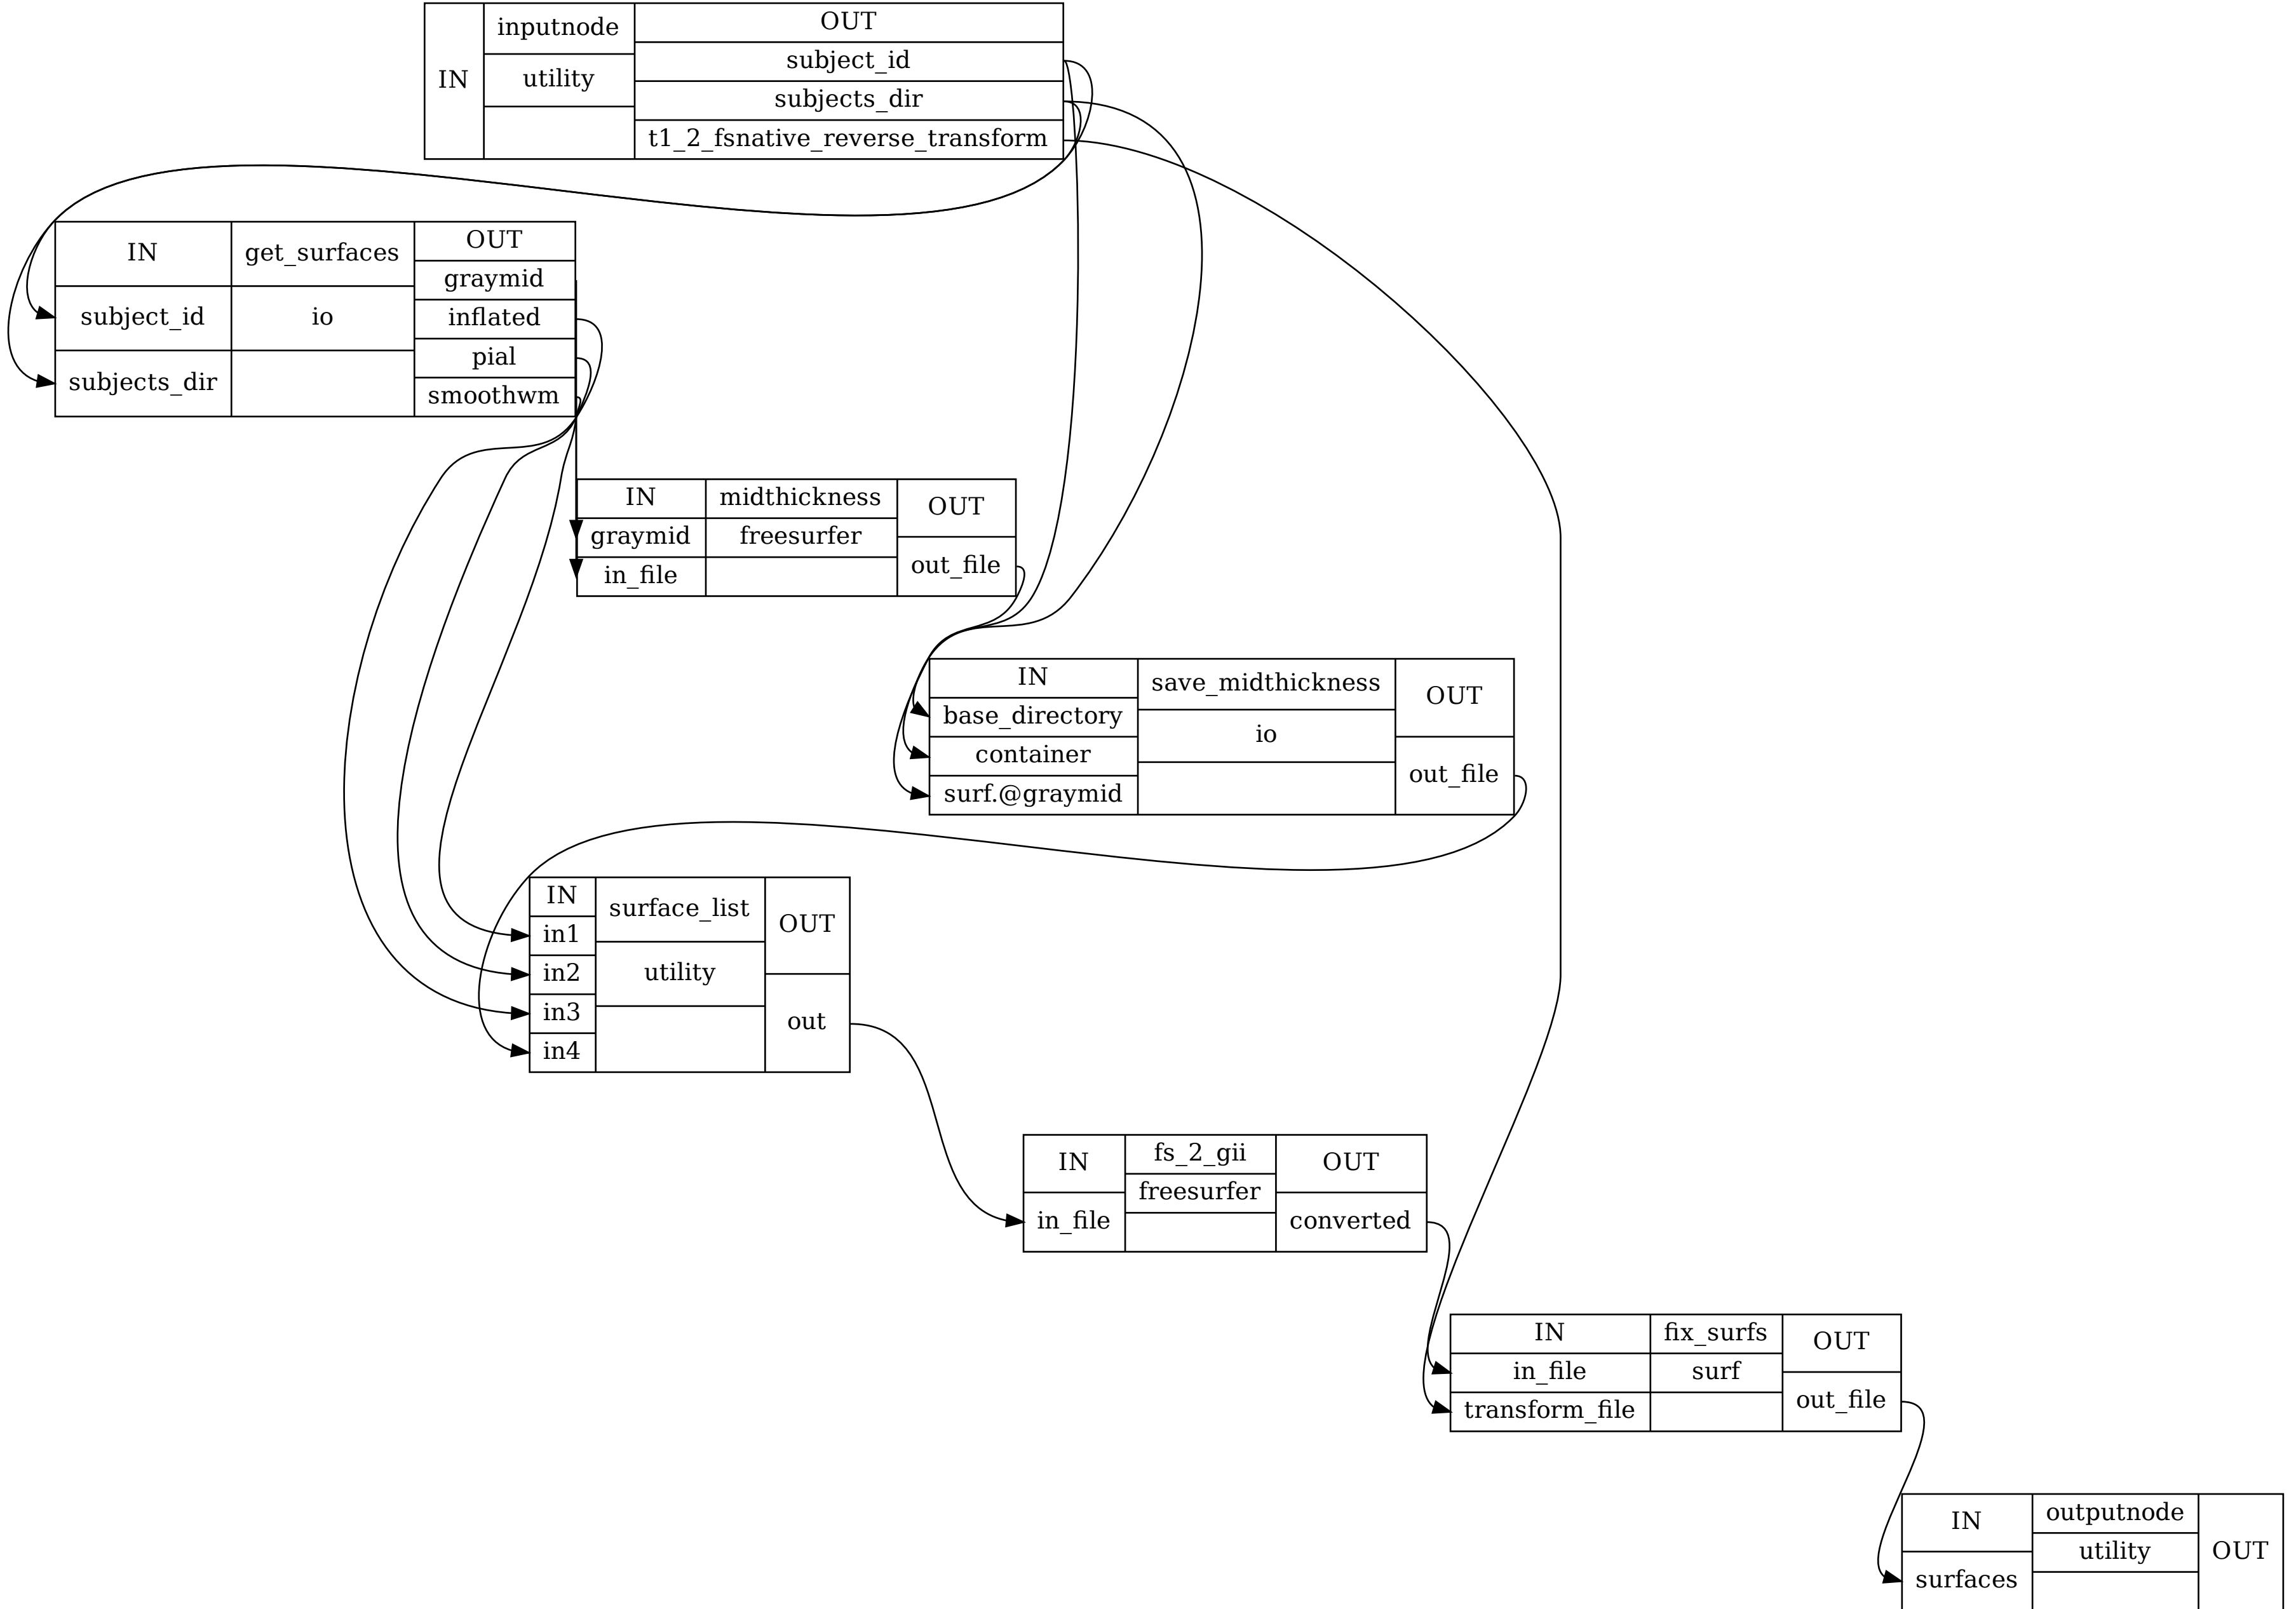 IN
inputnode
utility
OUT
subject_id
subjects_dir
t1_2_fsnative_reverse_transform
IN
subject_id
subjects_dir
get_surfaces
io
OUT
graymid
inflated
pial
smoothwm
IN
graymid
in_file
midthickness
freesurfer
OUT
out_file
IN
base_directory
container
surf.@graymid
save_midthickness
io
OUT
out_file
IN
in1
in2
in3
in4
surface_list
utility
OUT
out
IN
in_file
fs_2_gii
freesurfer
OUT
converted
IN
in_file
transform_file
fix_surfs
surf
OUT
out_file
IN
surfaces
outputnode
utility
OUT